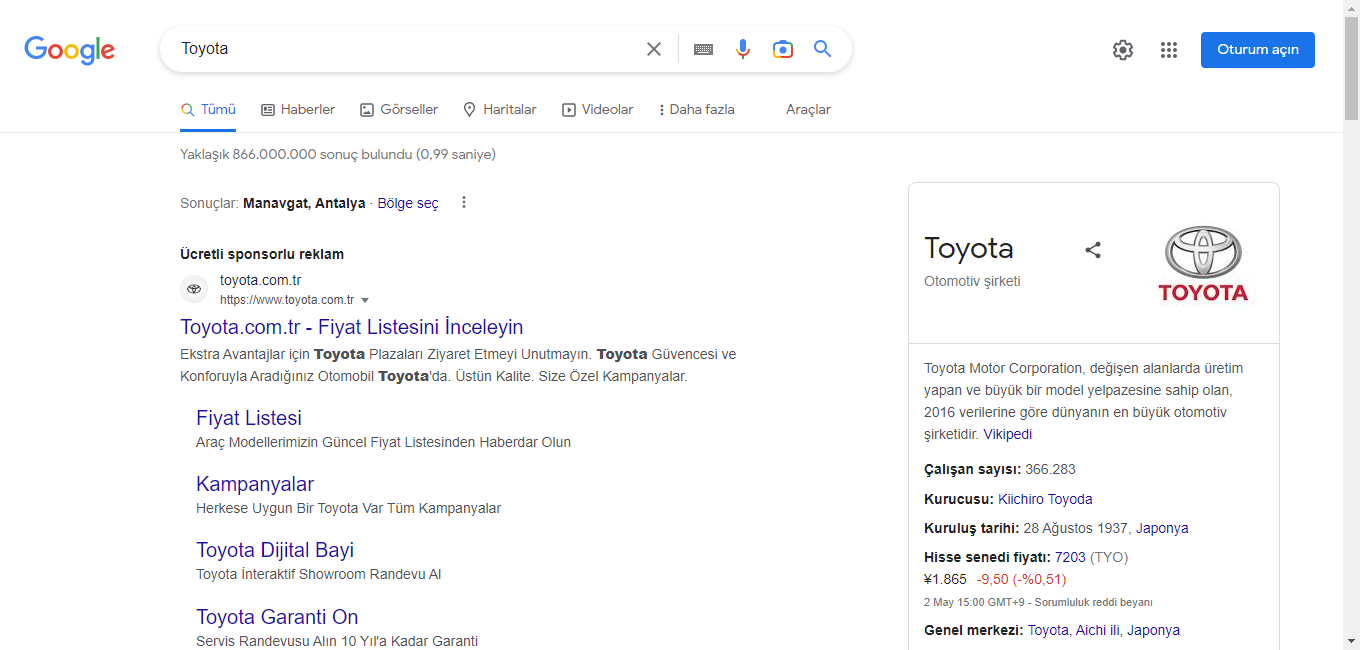 Google
Toyota
Oturum açın
Tümü Haberler Görseller Haritalar Videolar Daha fazla Araçlar
Yaklaşık 866.000.000 sonuç bulundu (0,99 saniye)
Sonuçlar: Manavgat, Antalya · Bölge seç
Ücretli sponsorlu reklam
toyota.com.tr
https://www.toyota.com.tr
Toyota.com.tr - Fiyat Listesini İnceleyin
Ekstra Avantajlar için Toyota Plazaları Ziyaret Etmeyi Unutmayın. Toyota Güvencesi ve
Konforuyla Aradığınız Otomobil Toyota'da. Üstün Kalite. Size Özel Kampanyalar.
Fiyat Listesi
Araç Modellerimizin Güncel Fiyat Listesinden Haberdar Olun
Kampanyalar
Herkese Uygun Bir Toyota Var Tüm Kampanyalar
Toyota Dijital Bayi
Toyota İnteraktif Showroom Randevu Al
Toyota Garanti On
Servis Randevusu Alın 10 Yıl'a Kadar Garanti
Toyota
Otomotiv şirketi
TOYOTA
Toyota Motor Corporation, değişen alanlarda üretim
yapan ve büyük bir model yelpazesine sahip olan,
2016 verilerine göre dünyanın en büyük otomotiv
şirketidir. Vikipedi
Çalışan sayısı: 366.283
Kurucusu: Kiichiro Toyoda
Kuruluş tarihi: 28 Ağustos 1937, Japonya
Hisse senedi fiyatı: 7203 (TYO)
¥1.865 -9,50 (-%0,51)
2 May 15:00 GMT+9 - Sorumluluk reddi beyanı
Genel merkezi: Toyota, Aichi ili, Japonya